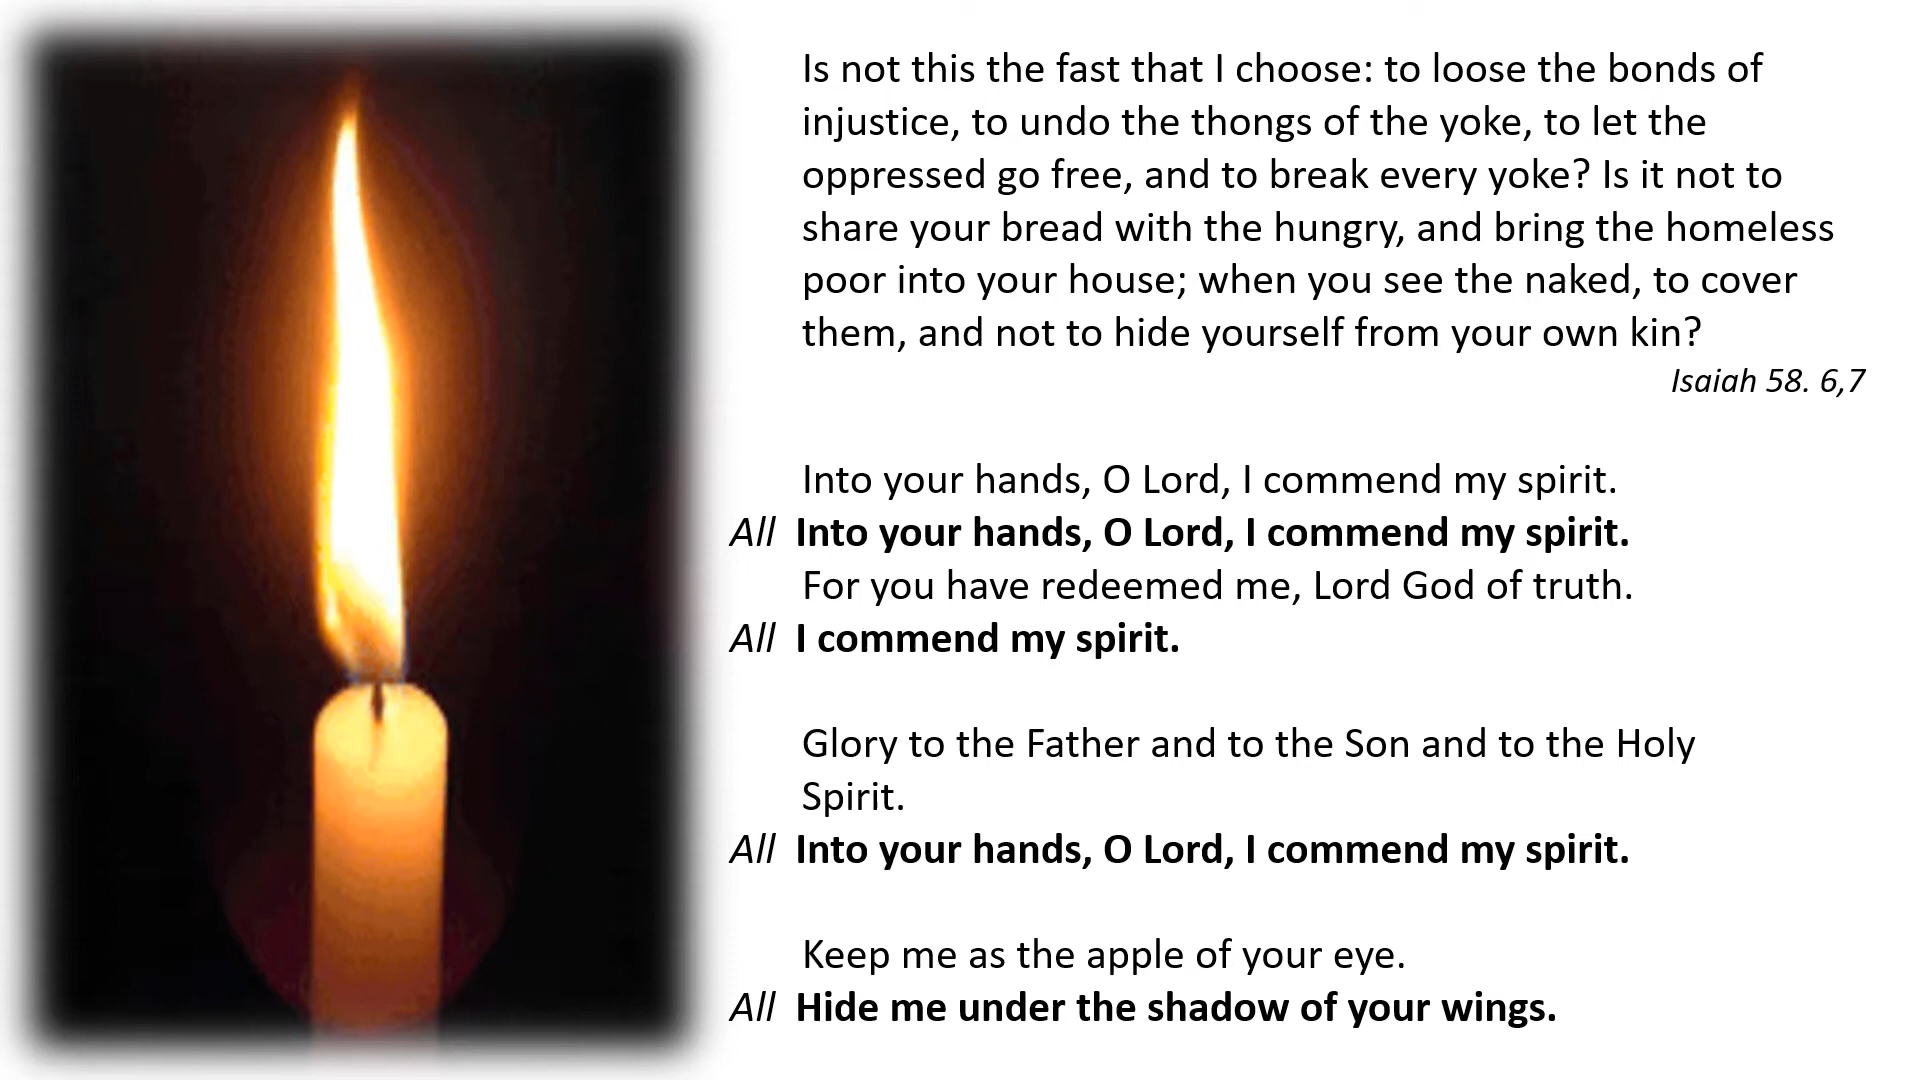 Is not this the fast that I choose: to loose the bonds of
injustice, to undo the thongs of the yoke, to let the
oppressed go free, and to break every yoke? Is it not to
share your bread with the hungry, and bring the homeless
poor into your house; when you see the naked, to cover
them, and not to hide yourself from your own kin?
Isaiah 58. 6,7
Into your hands, O Lord, I commend my spirit.
All Into your hands, O Lord, I commend my spirit.
For you have redeemed me, Lord God of truth.
All I commend my spirit.
Glory to the Father and to the Son and to the Holy
Spirit.
All Into your hands, O Lord, I commend my spirit.
Keep me as the apple of your eye.
All Hide me under the shadow of your wings.